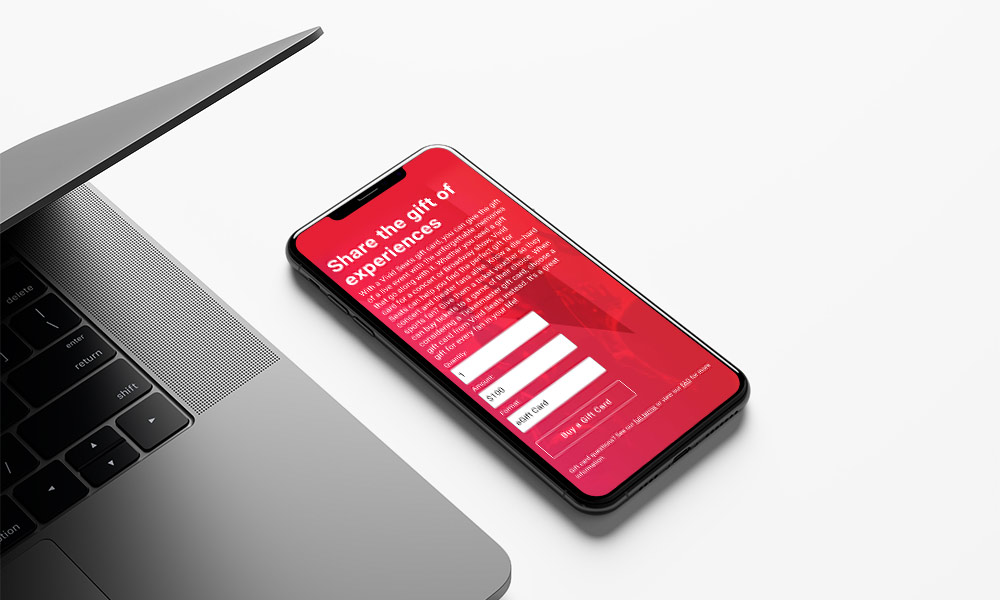 delete
enter
return
shift
\
]
/
option
Share the gift of
experiences
With a Vivid Seats gift card, you can give the gift
of a live event with the unforgettable memories
that go along with it. Whether you need a gift
card for a concert or Broadway show, Vivid
Seats can help you find the perfect gift for
concert and theater fans alike. Know a die-hard
sports fan? Give them a ticket voucher so they
can buy tickets to a game of their choice. When
considering a Ticketmaster gift card, choose a
gift card from Vivid Seats instead. It's a great
gift for every fan in your life!
Quantity:
1
Amount:
$100
Format:
eGift Card
Buy a Gift Card
Gift card questions? See our full terms or view our FAQ for more
information.